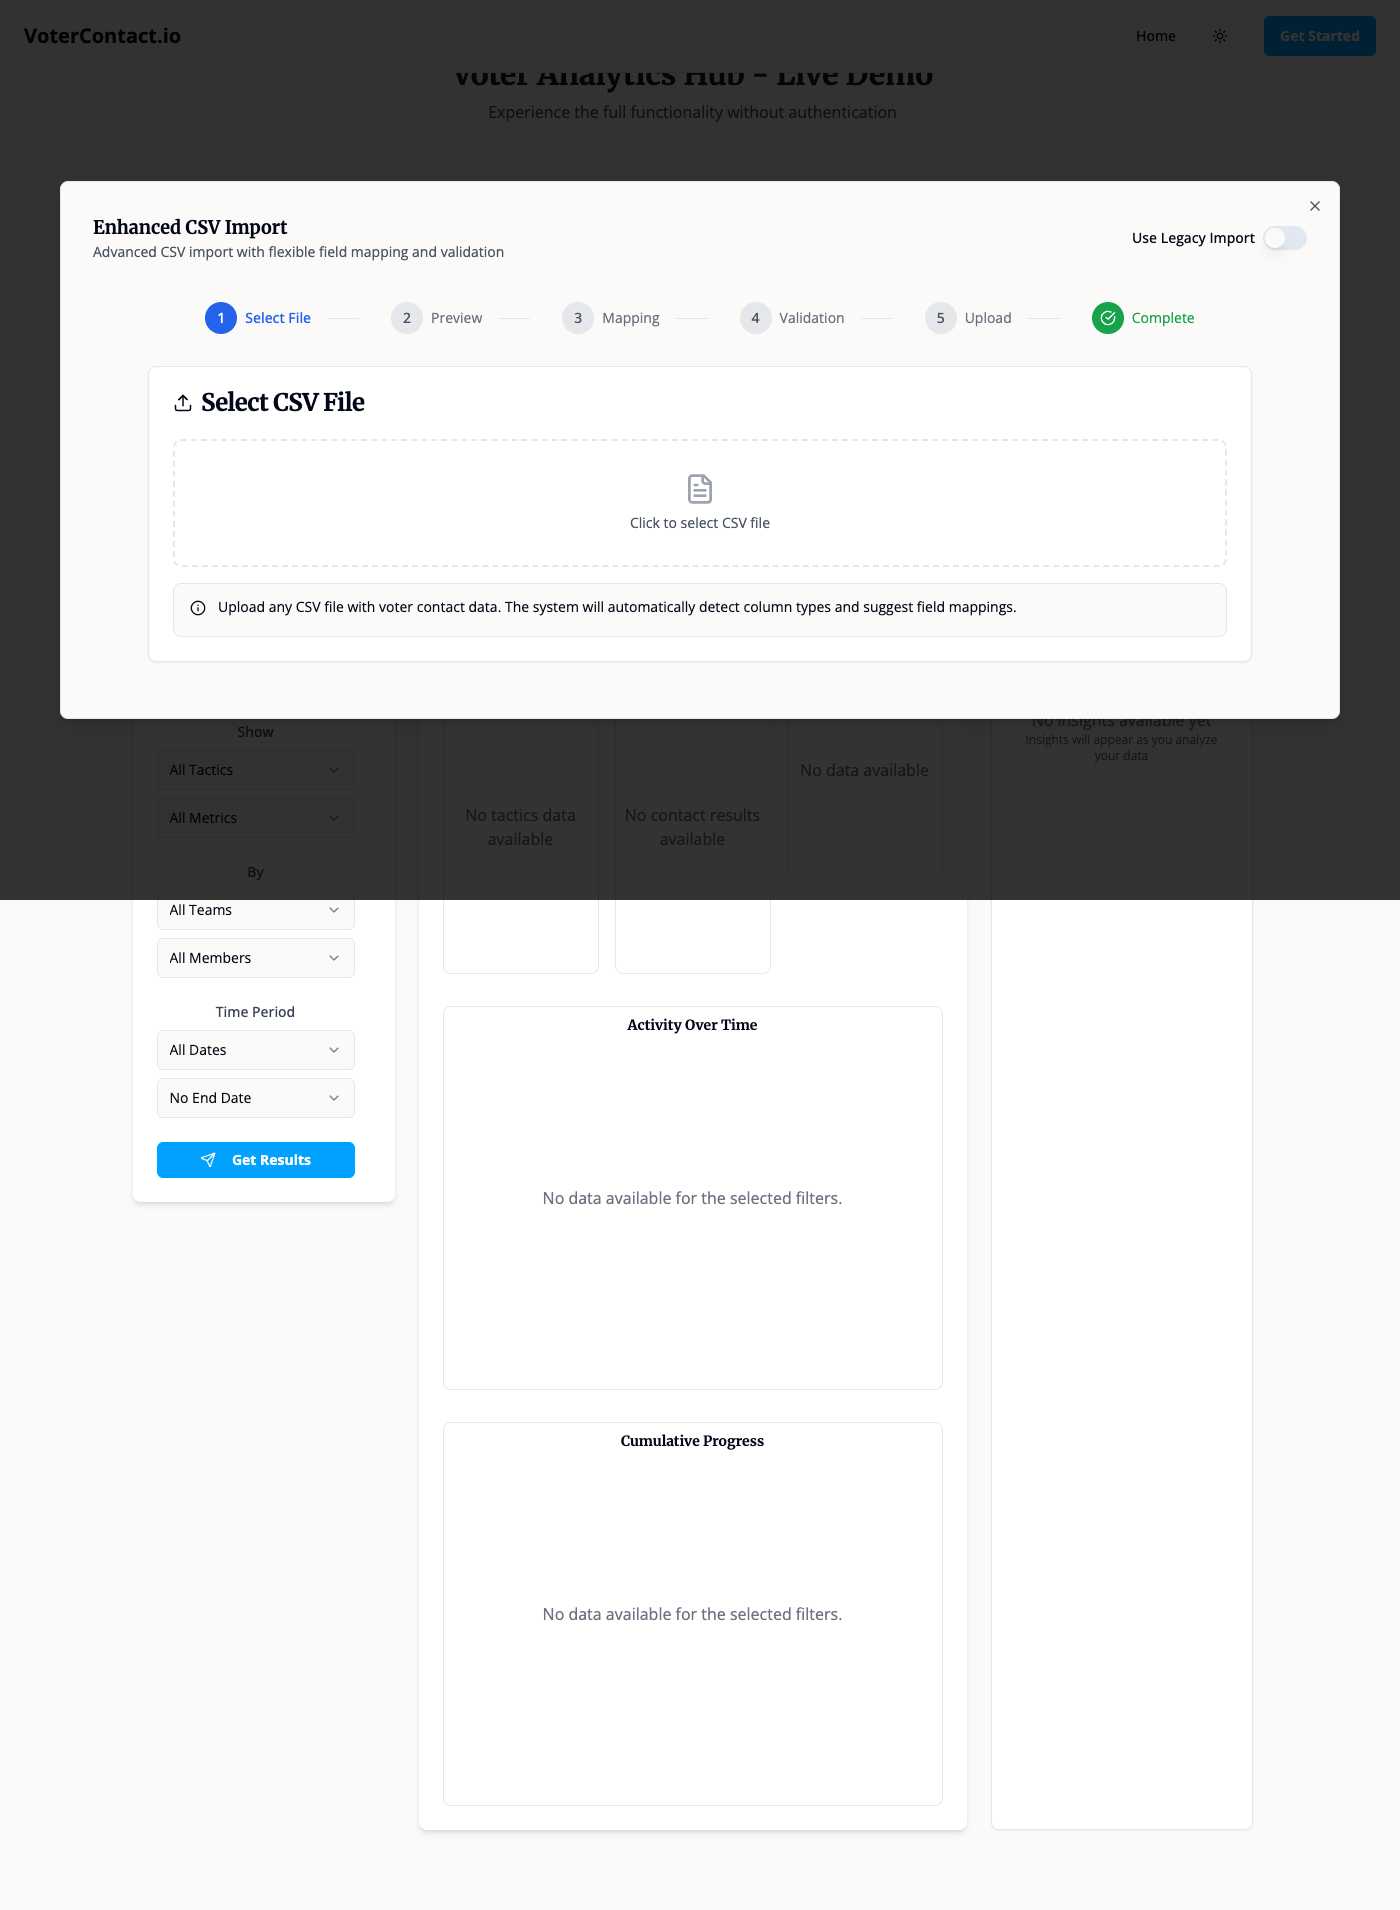 VoterContact.io
Home
Get Started
Voter Analytics Hub - Live Demo
Experience the full functionality without authentication
Enhanced CSV Import
Advanced CSV import with flexible field mapping and validation
Use Legacy Import
1 Select File
2 Preview
3 Mapping
4 Validation
5 Upload
Complete
Select CSV File
Click to select CSV file
Upload any CSV file with voter contact data. The system will automatically detect column types and suggest field mappings.
Show
All Tactics
All Metrics
By
All Teams
All Members
Time Period
All Dates
No End Date
Get Results
No tactics data
available
No contact results
available
No data available
No insights available yet
Insights will appear as you analyze
your data
Activity Over Time
No data available for the selected filters.
Cumulative Progress
No data available for the selected filters.